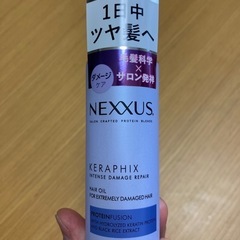 1日中
ツヤ髪へ
ダメージ
ケア
毛髪科学
×
サロン発祥
NEXXUS
KERAPHIX
INTENSE DAMAGE REPAIR
HAIR OIL
FOR EXTREMELY DAMAGED HAIR
PROTEINFUSION